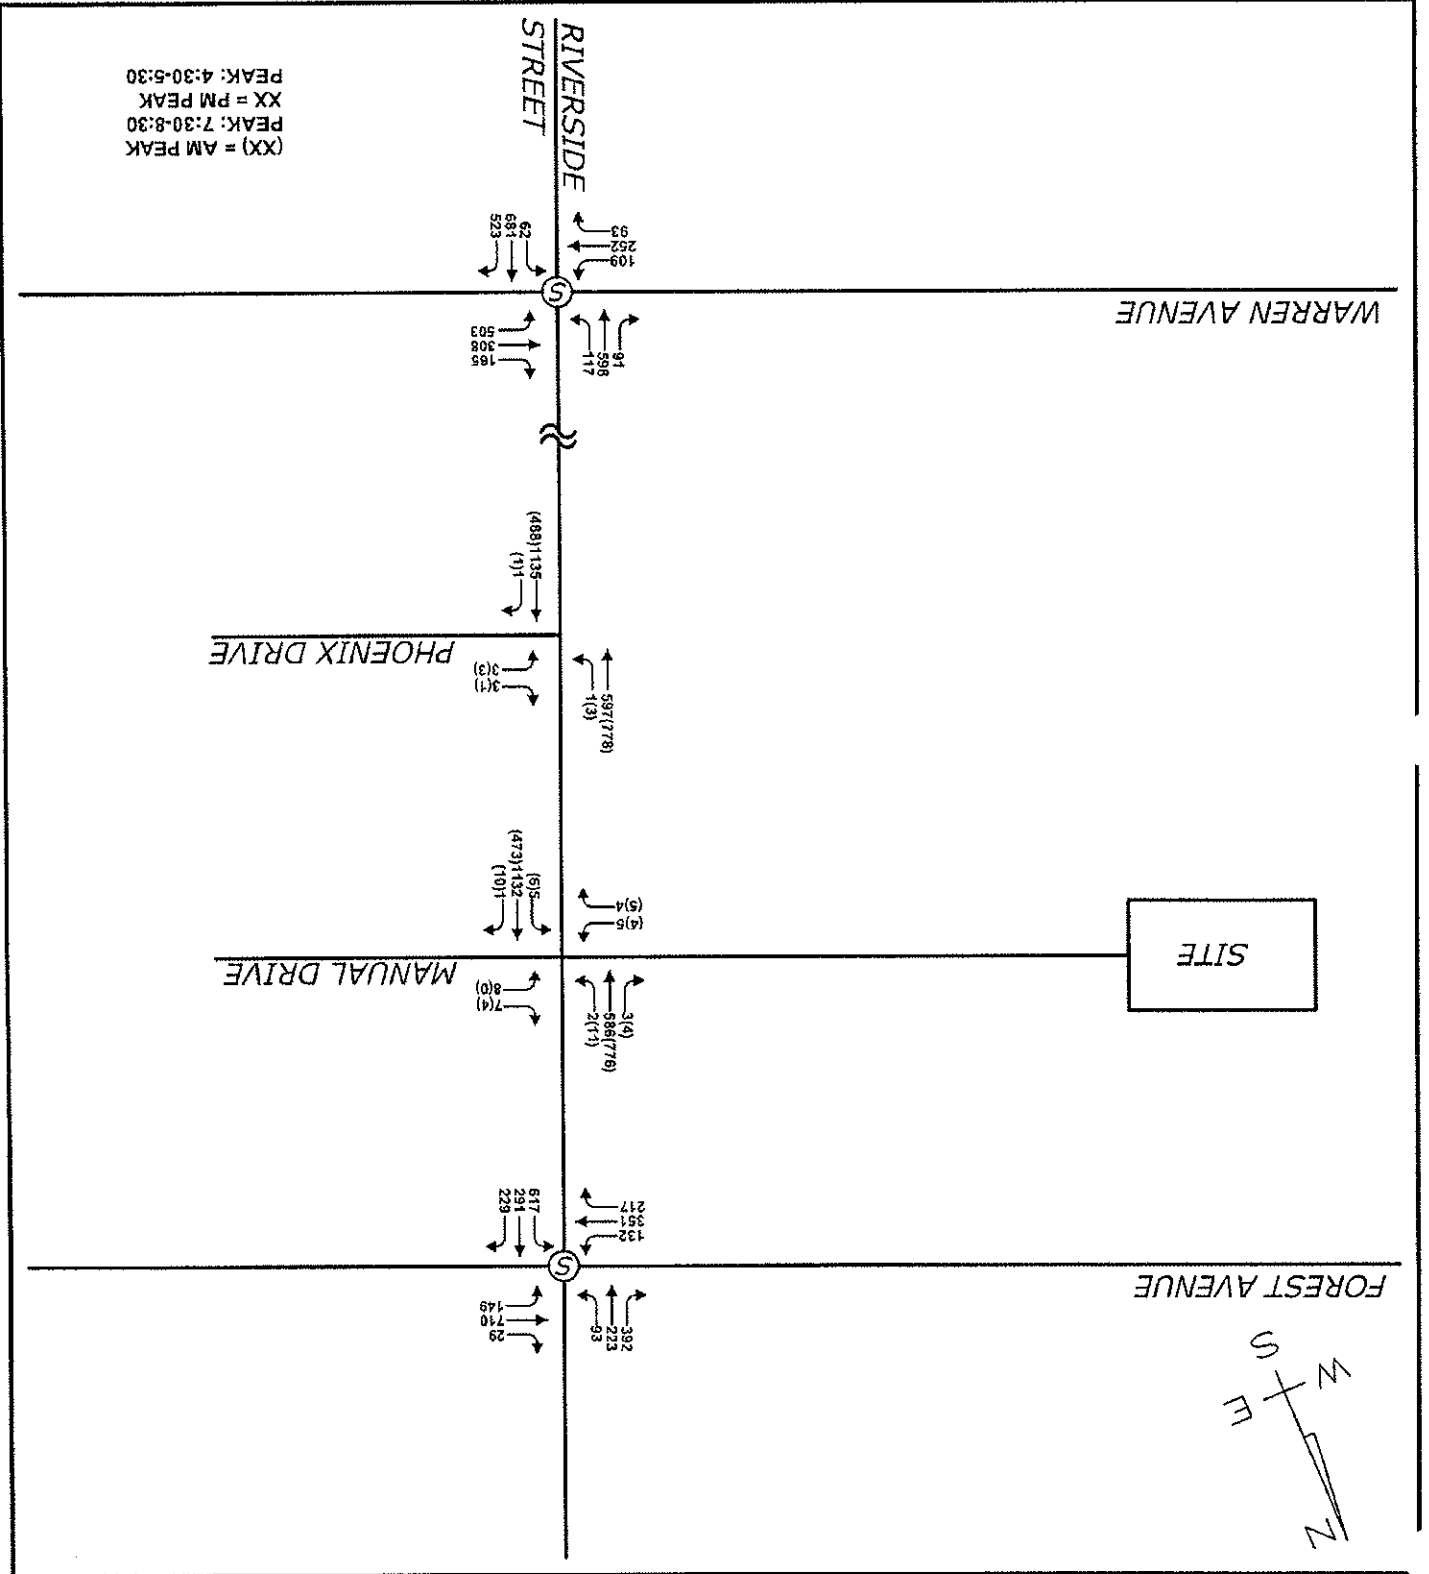 N
W
E
S
392
223
93
29
710
149
FOREST AVENUE
132
351
217
617
291
229
3(4)
586(776)
2(11)
7(4)
8(0)
SITE
MANUAL DRIVE
(4)5
(5)4
(6)5
(473)1132
(10)1
597(778)
1(3)
3(1)
3(3)
PHOENIX DRIVE
(488)1135
(1)1
91
598
117
165
308
503
WARREN AVENUE
S
S
109
252
93
62
681
523
RIVERSIDE
STREET
(XX) = AM PEAK
PEAK: 7:30-8:30
XX = PM PEAK
PEAK: 4:30-5:30